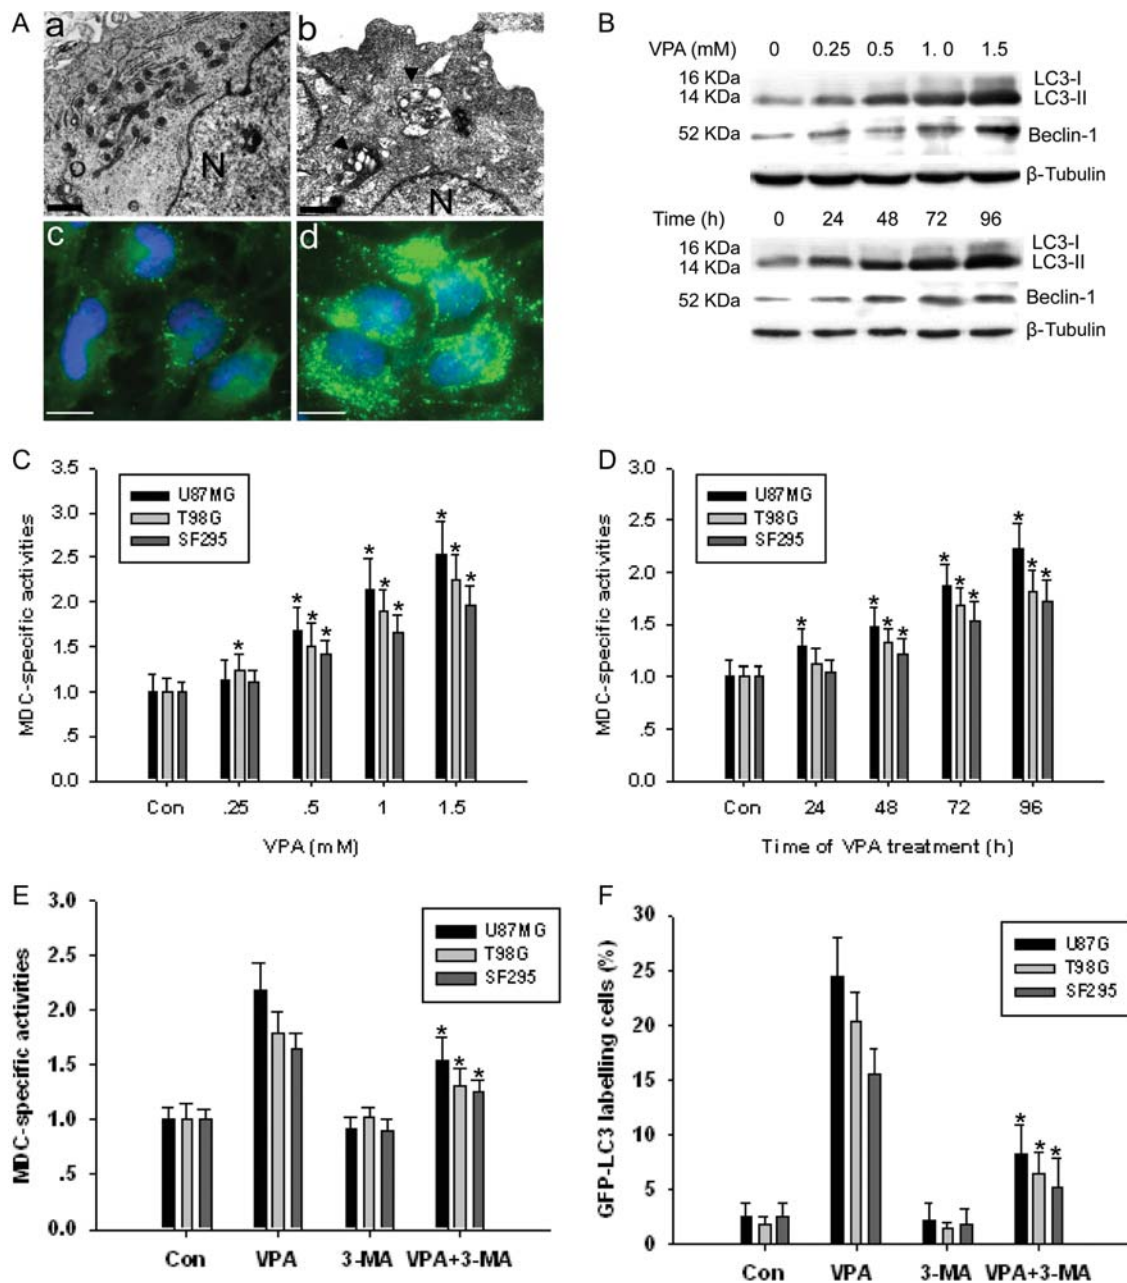 A
a
b
N
N
c
d
B
VPA (mM) 0 0.25 0.5 1. 0 1.5
16 KDa LC3-I
14 KDa LC3-II
52 KDa Beclin-1
β-Tubulin
Time (h) 0 24 48 72 96
16 KDa LC3-I
14 KDa LC3-II
52 KDa Beclin-1
β-Tubulin
C
MDC-specific activities
3.5
3.0
2.5
2.0
1.5
1.0
.5
0.0
U87MG
T98G
SF295
* * * * * * * * * *
Con .25 .5 1 1.5
VPA (mM)
D
MDC-specific activities
3.0
2.5
2.0
1.5
1.0
.5
0.0
U87MG
T98G
SF295
* * * * * * * * * *
Con 24 48 72 96
Time of VPA treatment (h)
E
MDC-specific activities
3.0
2.5
2.0
1.5
1.0
.5
0.0
U87MG
T98G
SF295
* * *
Con VPA 3-MA VPA+3-MA
F
GFP-LC3 labelling cells (%)
30
25
20
15
10
5
0
U87G
T98G
SF295
* * *
Con VPA 3-MA VPA+3-MA